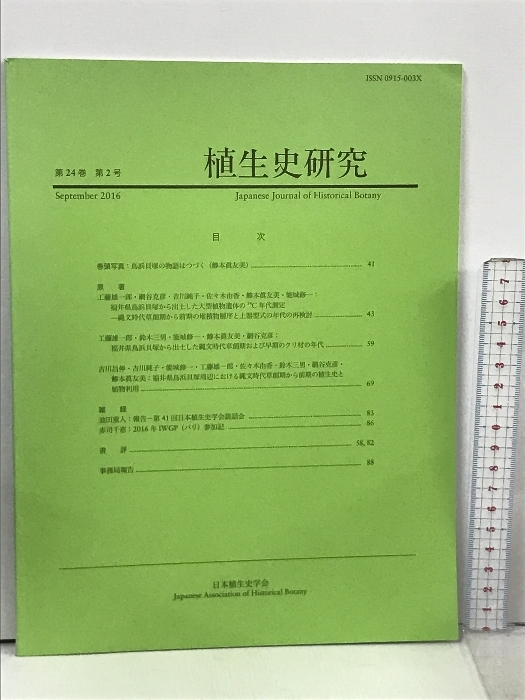 ISSN 0915-003X
第24巻 第2号 植生史研究
September 2016 Japanese Journal of Historical Botany
目 次
巻頭写真：鳥浜貝塚の物語はつづく（鯵本眞友美） 41
原 著
工藤雄一郎・網谷克彦・吉川純子・佐々木由香・鯵本眞友美・能城修一：
福井県鳥浜貝塚から出土した大型植物遺体の14C年代測定
―縄文時代草創期から前期の堆積物層序と土器型式の年代の再検討 43
工藤雄一郎・鈴木三男・能城修一・鯵本眞友美・網谷克彦：
福井県鳥浜貝塚から出土した縄文時代草創期および早期のクリ材の年代 59
吉川昌伸・吉川純子・能城修一・工藤雄一郎・佐々木由香・鈴木三男・網谷克彦・
鯵本眞友美：福井県鳥浜貝塚周辺における縄文時代草創期から前期の植生史と
植物利用 69
雑 録
池田重人：報告－第41回日本植生史学会談話会 83
赤司千恵：2016年IWGP（パリ）参加記 86
書 評 58, 82
事務局報告 88
日本植生史学会
Japanese Association of Historical Botany